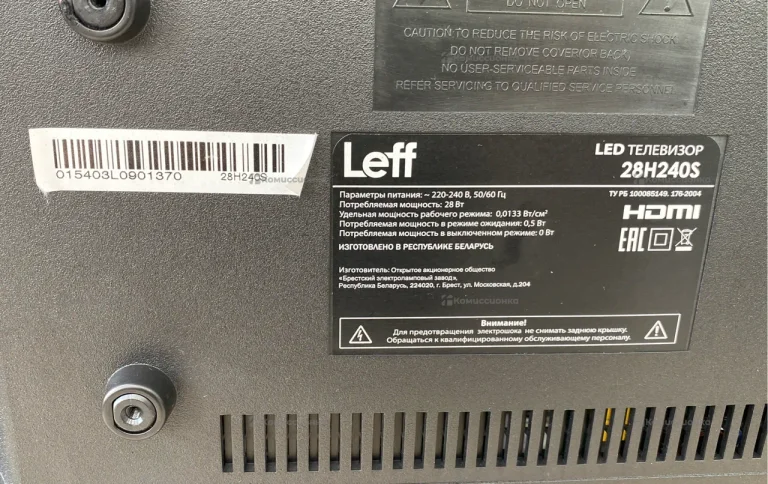 DO NOT OPEN
CAUTION TO REDUCE THE RISK OF ELECTRIC SHOCK
DO NOT REMOVE COVER(OR BACK)
NO USER-SERVICEABLE PARTS INSIDE
REFER SERVICING TO QUALIFIED SERVICE PERSONNEL
015403L0901370 28H240S
Комиссионка
Leff
LED ТЕЛЕВИЗОР
28H240S
Параметры питания: ~ 220-240 В, 50/60 Гц
Потребляемая мощность: 28 Вт
Удельная мощность рабочего режима: 0,0133 Вт/см²
Потребляемая мощность в режиме ожидания: 0,5 Вт
Потребляемая мощность в выключенном режиме: 0 Вт
ИЗГОТОВЛЕНО В РЕСПУБЛИКЕ БЕЛАРУСЬ
ТУ РБ 100085149. 176-2004
HDMI
EAC
Изготовитель: Открытое акционерное общество
«Брестский электроламповый завод»,
Республика Беларусь, 224020, г. Брест, ул. Московская, д.204
Комиссионка
Внимание!
Для предотвращения электрошока не снимать заднюю крышку.
Обращаться к квалифицированному обслуживающему персоналу.
Комиссионка
Комиссионка